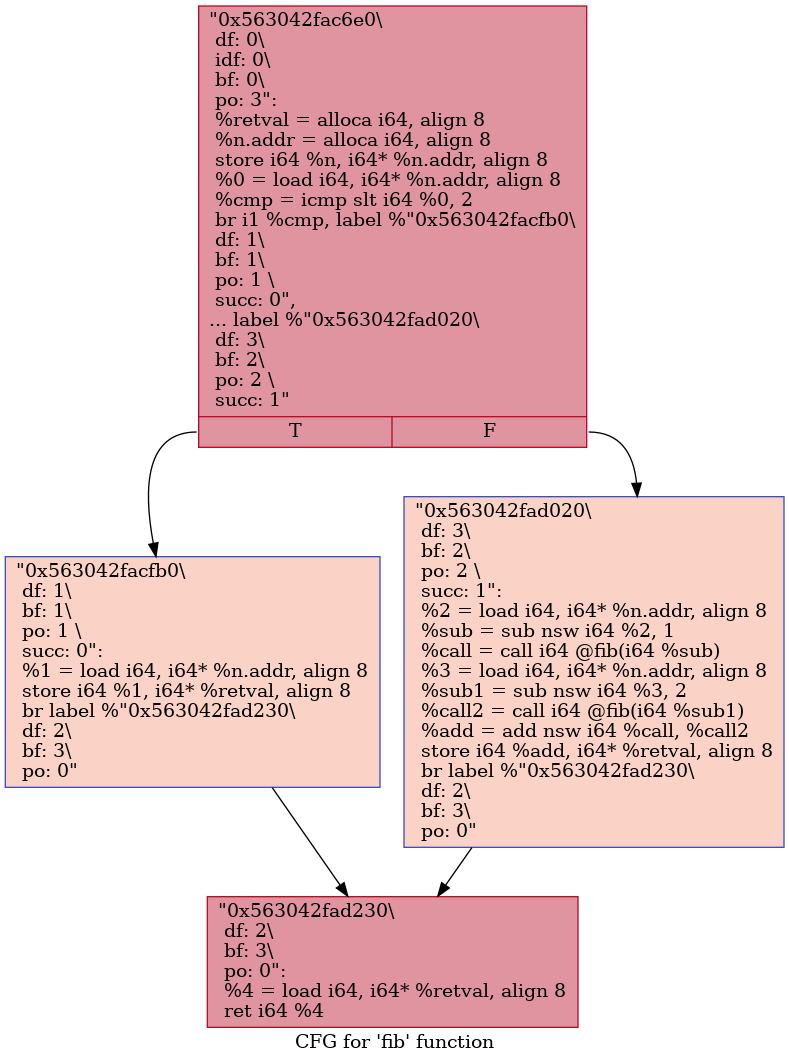 "0x563042fac6e0\
df: 0\
idf: 0\
bf: 0\
po: 3":
%retval = alloca i64, align 8
%n.addr = alloca i64, align 8
store i64 %n, i64* %n.addr, align 8
%0 = load i64, i64* %n.addr, align 8
%cmp = icmp slt i64 %0, 2
br i1 %cmp, label %"0x563042facfb0\
df: 1\
bf: 1\
po: 1 \
succ: 0",
... label %"0x563042fad020\
df: 3\
bf: 2\
po: 2 \
succ: 1"
T
F
"0x563042facfb0\
df: 1\
bf: 1\
po: 1 \
succ: 0":
%1 = load i64, i64* %n.addr, align 8
store i64 %1, i64* %retval, align 8
br label %"0x563042fad230\
df: 2\
bf: 3\
po: 0"
"0x563042fad020\
df: 3\
bf: 2\
po: 2 \
succ: 1":
%2 = load i64, i64* %n.addr, align 8
%sub = sub nsw i64 %2, 1
%call = call i64 @fib(i64 %sub)
%3 = load i64, i64* %n.addr, align 8
%sub1 = sub nsw i64 %3, 2
%call2 = call i64 @fib(i64 %sub1)
%add = add nsw i64 %call, %call2
store i64 %add, i64* %retval, align 8
br label %"0x563042fad230\
df: 2\
bf: 3\
po: 0"
"0x563042fad230\
df: 2\
bf: 3\
po: 0":
%4 = load i64, i64* %retval, align 8
ret i64 %4
CFG for 'fib' function